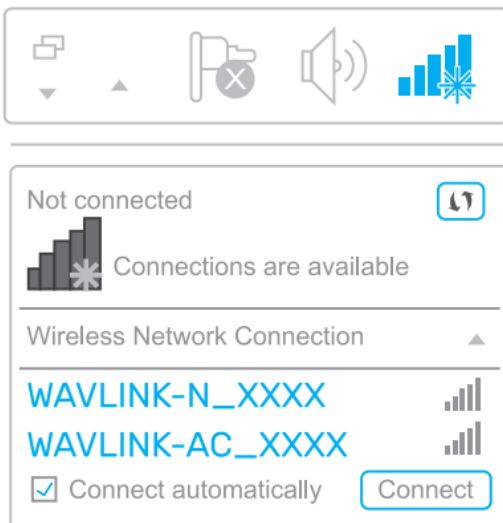 Not connected
Connections are available
Wireless Network Connection
WAVLINK-N_XXXX
WAVLINK-AC_XXXX
Connect automatically Connect